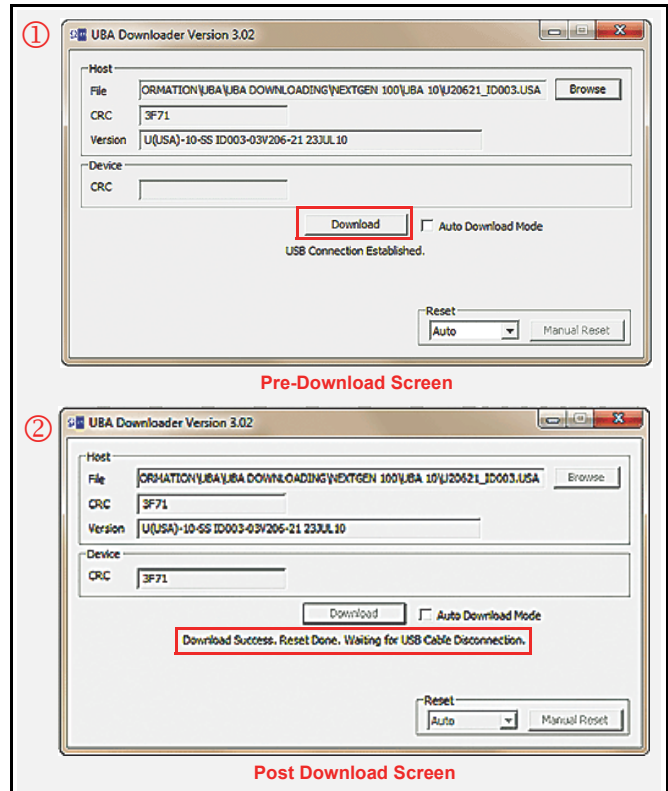 ① UBA Downloader Version 3.02
Host
File ORMATION\UBA\UBA DOWNLOADING\NEXTGEN 100\UBA 10\U20621_ID003.USA Browse
CRC 3F71
Version U(USA)-10-SS ID003-03V206-21 23JUL10
Device
CRC
Download Auto Download Mode
USB Connection Established.
Reset
Auto Manual Reset
Pre-Download Screen
② UBA Downloader Version 3.02
Host
File ORMATION\UBA\UBA DOWNLOADING\NEXTGEN 100\UBA 10\U20621_ID003.USA Browse
CRC 3F71
Version U(USA)-10-SS ID003-03V206-21 23JUL10
Device
CRC 3F71
Download Auto Download Mode
Download Success. Reset Done. Waiting for USB Cable Disconnection.
Reset
Auto Manual Reset
Post Download Screen